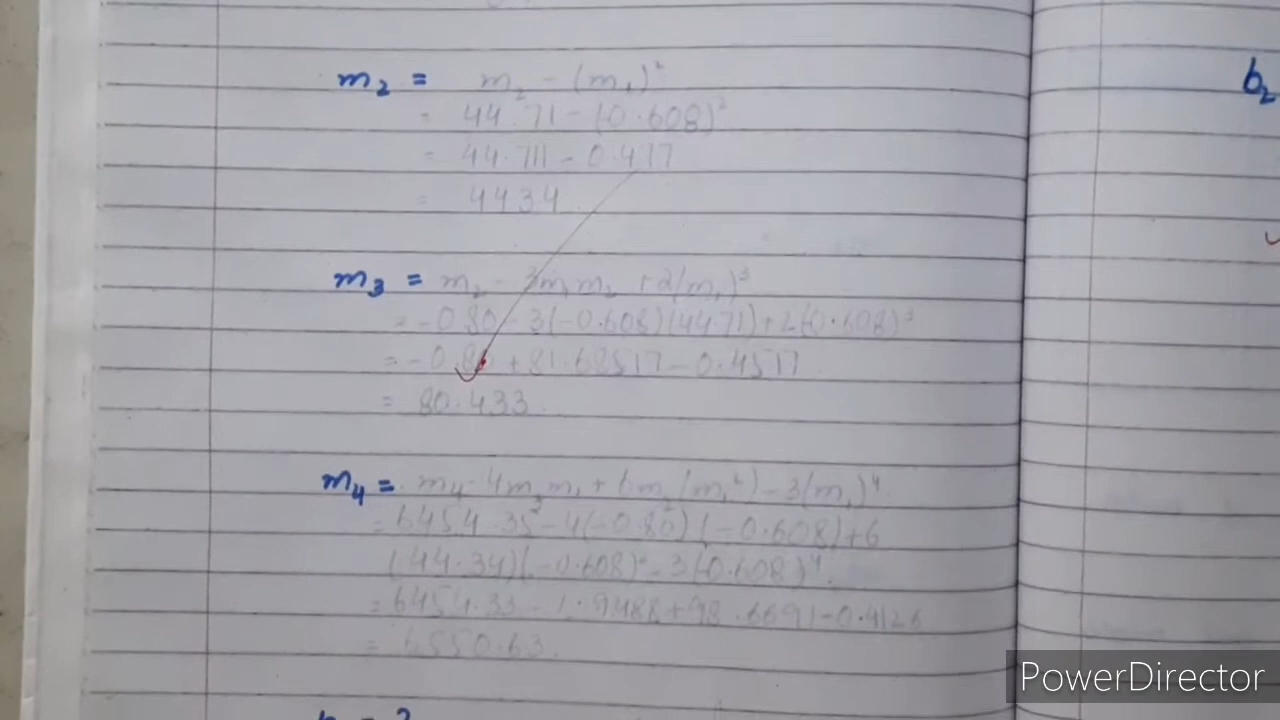 m₂ = m₂ - (m₁)²
= 44.71 - (0.608)²
= 44.711 - 0.417
= 44.34
m₃ = m₂ - 3m₁m₂ + 2(m₁)³
= -0.80 - 3(-0.608)(44.71) + 2(-0.608)³
= -0.80 + 81.68517 - 0.4517
= 80.433
m₄ = m₄ - 4m₃m₁ + 6m₂(m₁²) - 3(m₁)⁴
= 6454.35 - 4(-0.80)(-0.608) + 6
(44.34)(-0.608)² - 3(0.608)⁴
= 6454.33 - 1.9488 + 98.6691 - 0.4126
= 6550.63
b₂
PowerDirector